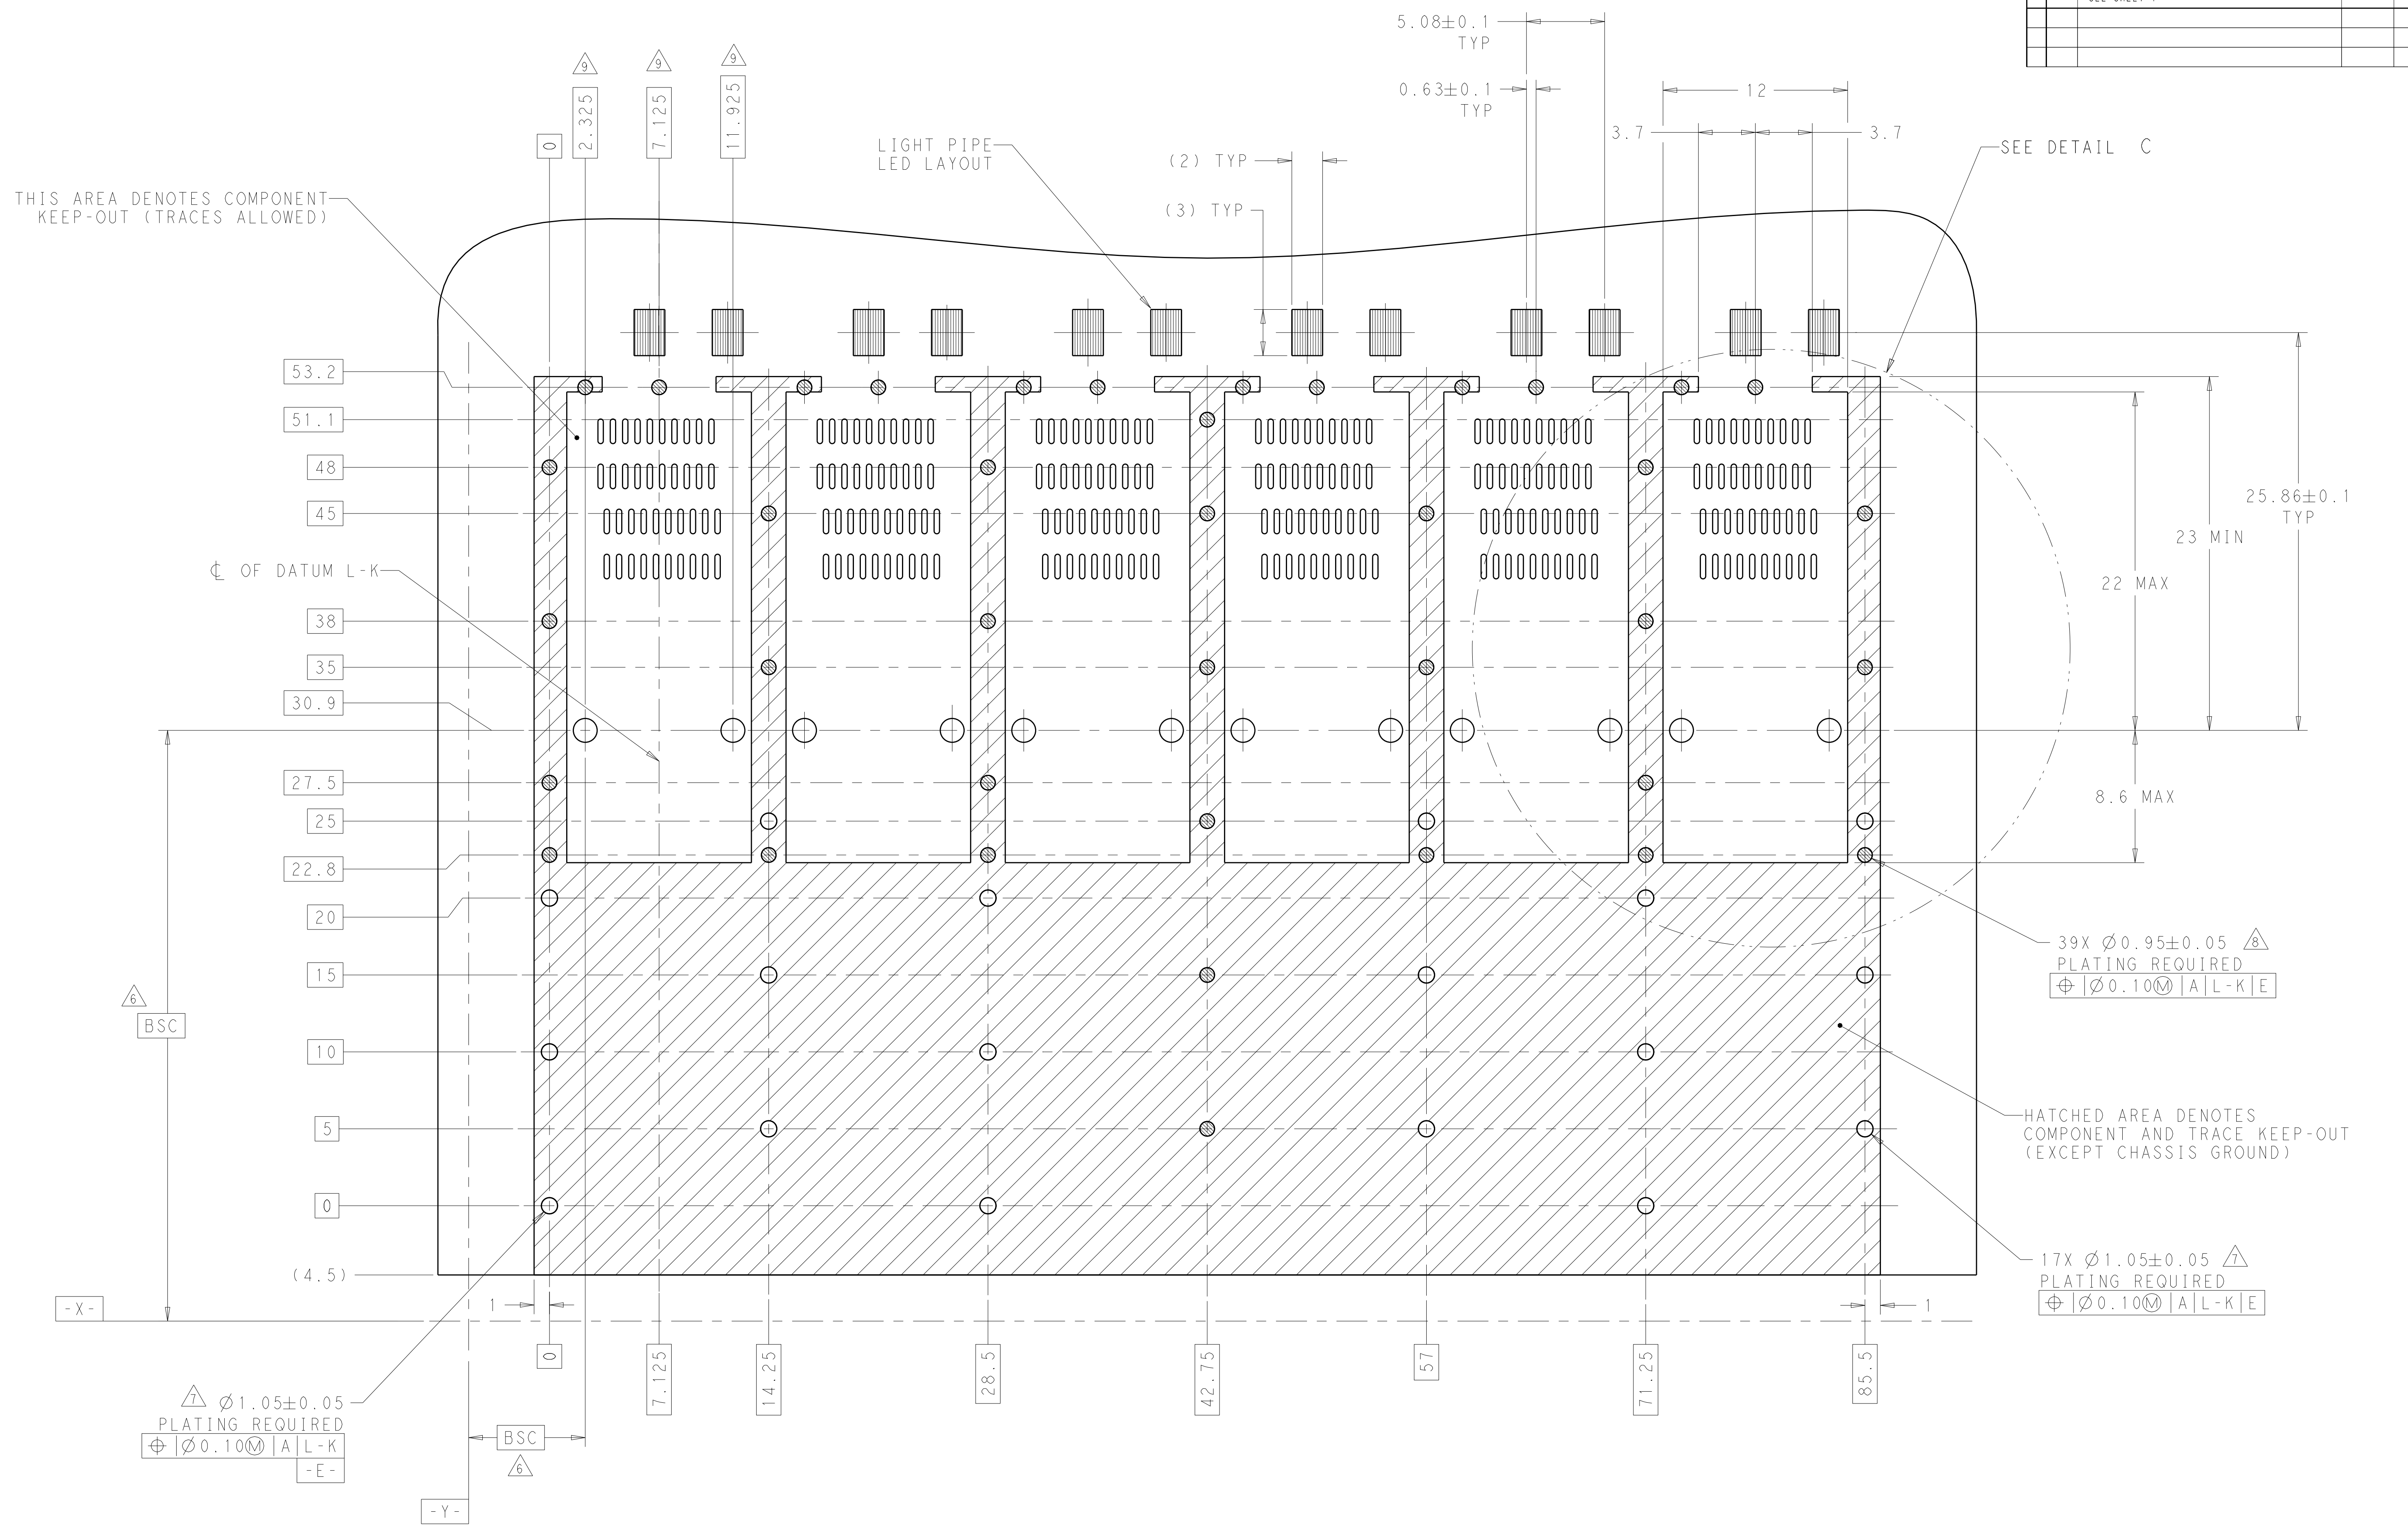 5.08±0.1
TYP
0.63±0.1
TYP
12
3.7
3.7
9
9
9
0
2.325
7.125
11.925
LIGHT PIPE
LED LAYOUT
(2) TYP
(3) TYP
SEE DETAIL C
THIS AREA DENOTES COMPONENT
KEEP-OUT (TRACES ALLOWED)
53.2
51.1
48
45
℄ OF DATUM L-K
38
35
30.9
27.5
25
22.8
20
15
10
5
0
(4.5)
25.86±0.1
TYP
23 MIN
22 MAX
8.6 MAX
39X Ø0.95±0.05 8
PLATING REQUIRED
⌖ Ø0.10Ⓜ A L-K E
6
BSC
HATCHED AREA DENOTES
COMPONENT AND TRACE KEEP-OUT
(EXCEPT CHASSIS GROUND)
17X Ø1.05±0.05 7
PLATING REQUIRED
⌖ Ø0.10Ⓜ A L-K E
-X-
1
1
0
7.125
14.25
28.5
42.75
57
71.25
85.5
7 Ø1.05±0.05
PLATING REQUIRED
⌖ Ø0.10Ⓜ A L-K
-E-
BSC
6
-Y-